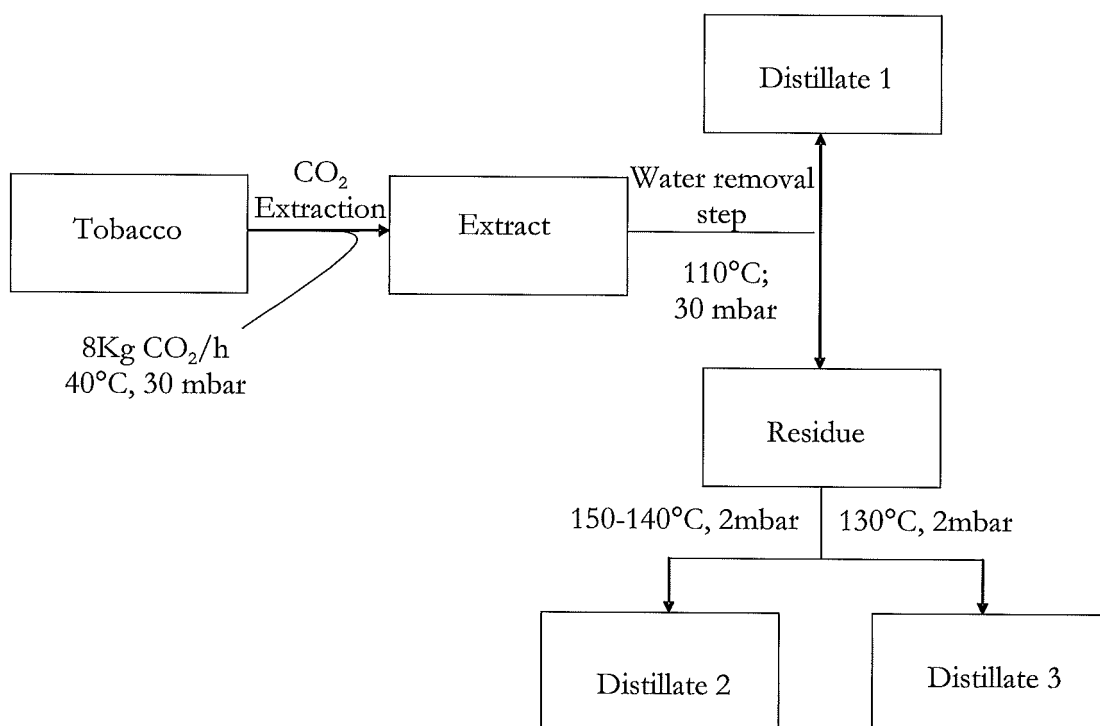 Distillate 1
CO₂
Extraction
Water removal
step
Tobacco
Extract
110°C;
30 mbar
8Kg CO₂/h
40°C, 30 mbar
Residue
150-140°C, 2mbar
130°C, 2mbar
Distillate 2
Distillate 3